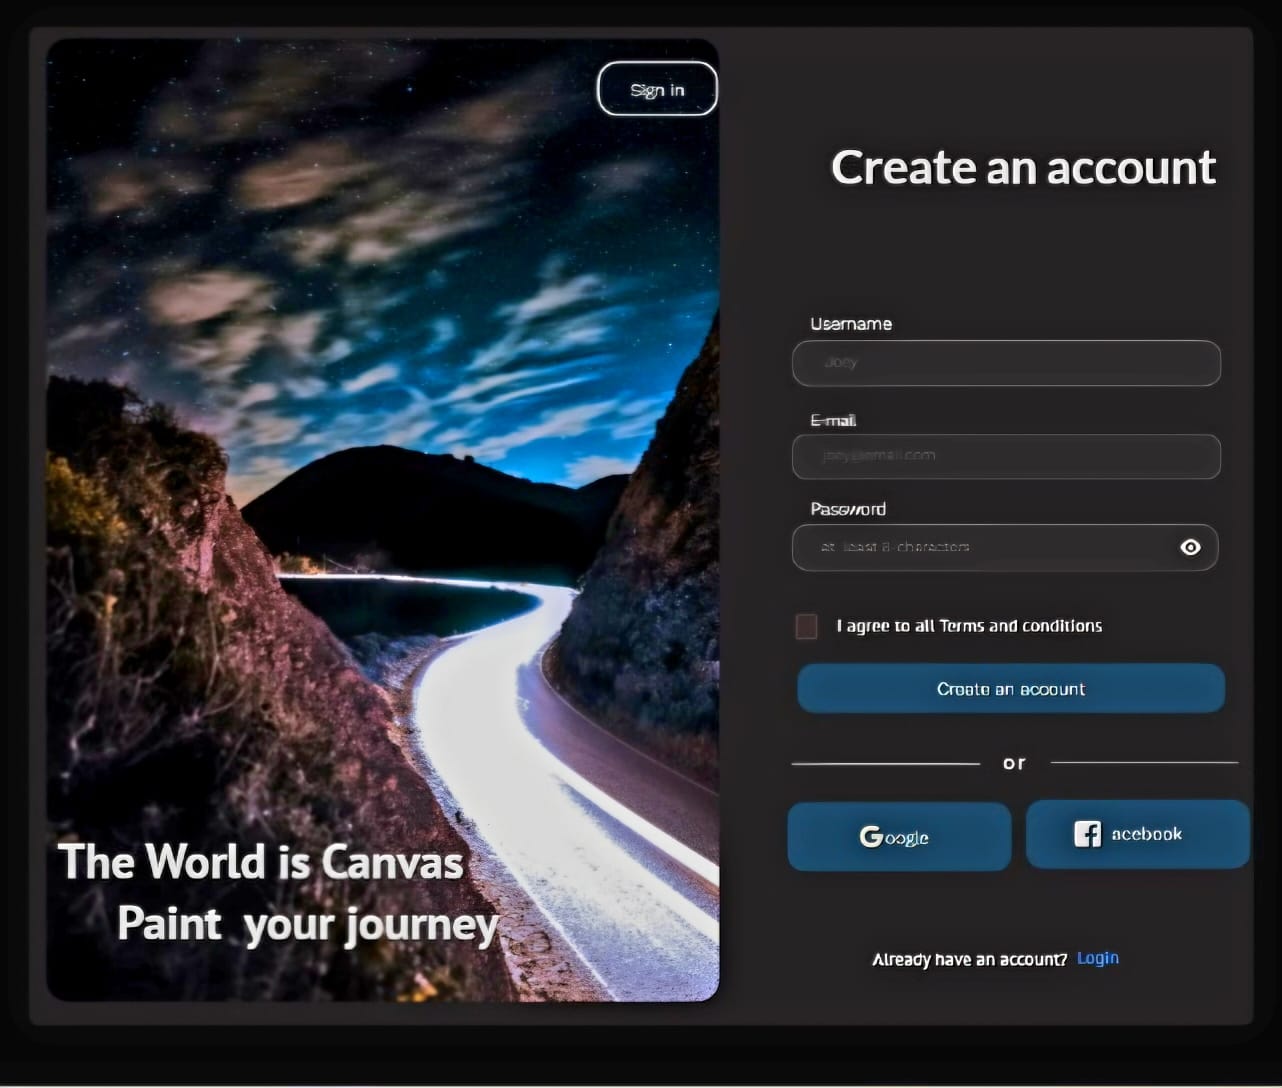 Sign in
Create an account
Username
Joey
E-mail
joey@email.com
Password
at least 8 characters
I agree to all Terms and conditions
Create an account
or
Google
facebook
The World is Canvas
Paint your journey
Already have an account? Login